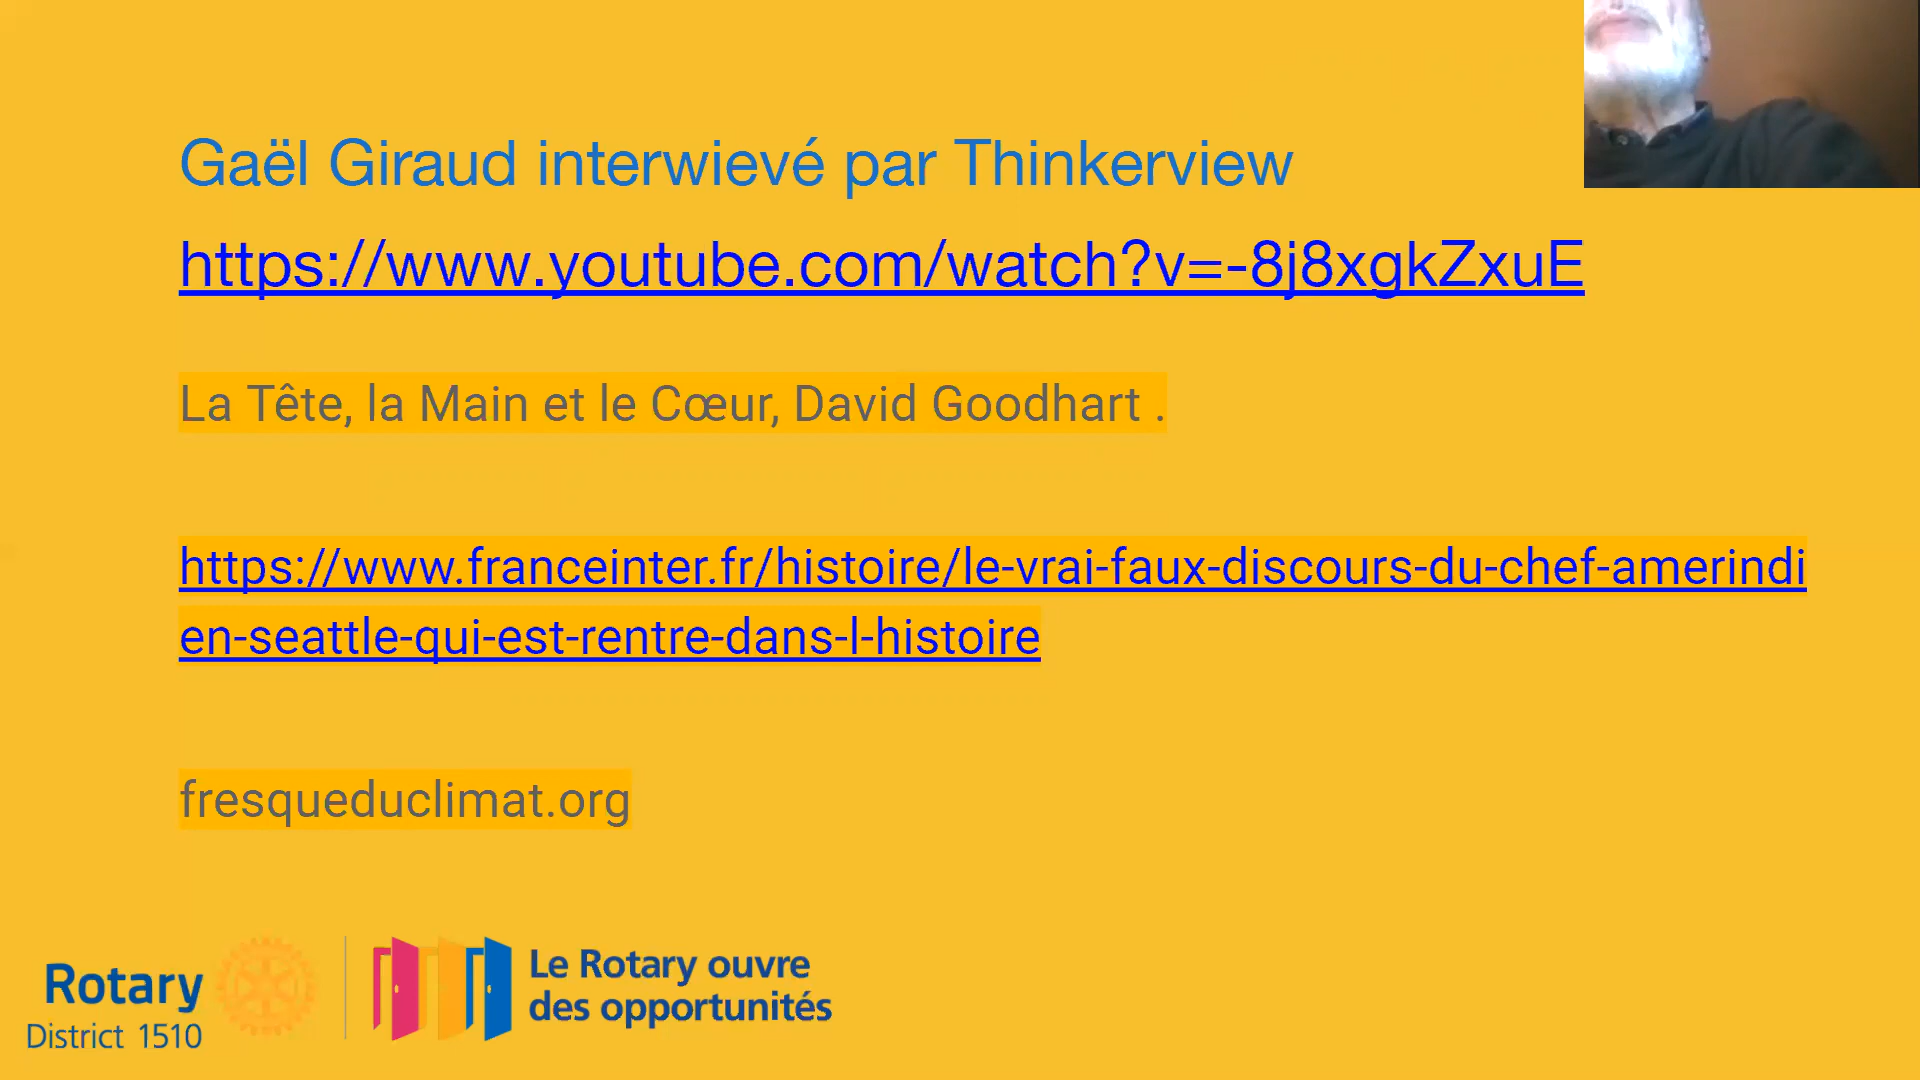 Gaël Giraud interwievé par Thinkerview
https://www.youtube.com/watch?v=-8j8xgkZxuE
La Tête, la Main et le Cœur, David Goodhart .
https://www.franceinter.fr/histoire/le-vrai-faux-discours-du-chef-amerindi
en-seattle-qui-est-rentre-dans-l-histoire
fresqueduclimat.org
Rotary
District 1510
Le Rotary ouvre
des opportunités